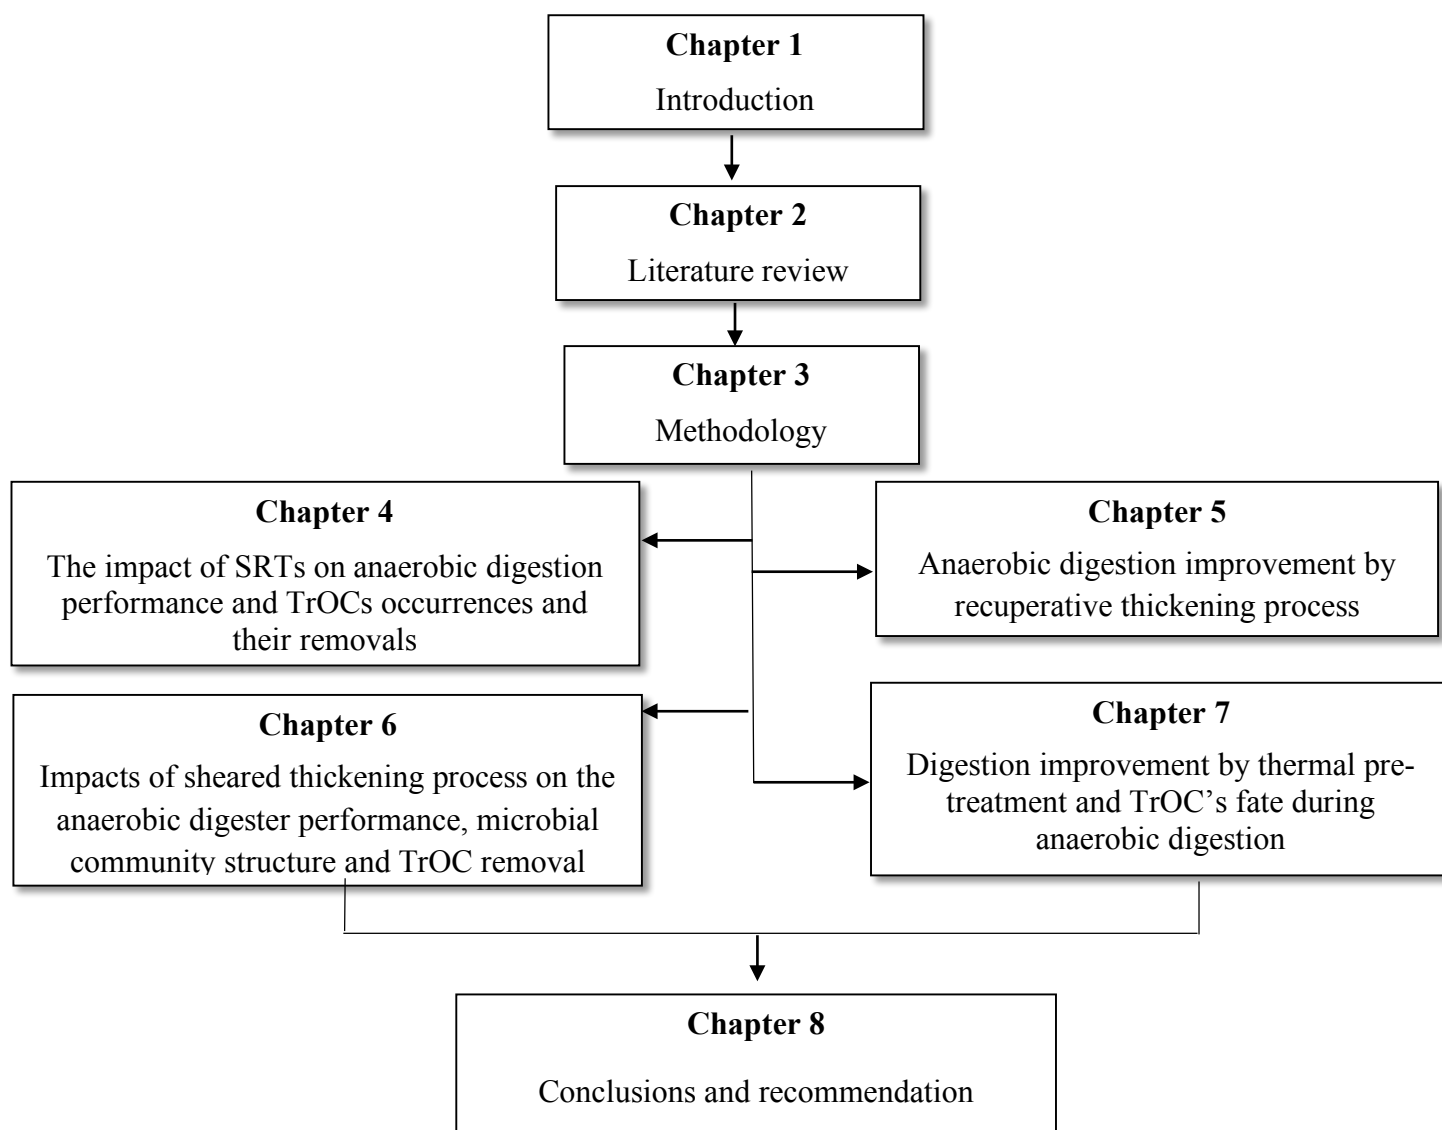 Chapter 1
Introduction
Chapter 2
Literature review
Chapter 3
Methodology
Chapter 4
The impact of SRTs on anaerobic digestion
performance and TrOCs occurrences and
their removals
Chapter 5
Anaerobic digestion improvement by
recuperative thickening process
Chapter 6
Impacts of sheared thickening process on the
anaerobic digester performance, microbial
community structure and TrOC removal
Chapter 7
Digestion improvement by thermal pre-
treatment and TrOC's fate during
anaerobic digestion
Chapter 8
Conclusions and recommendation